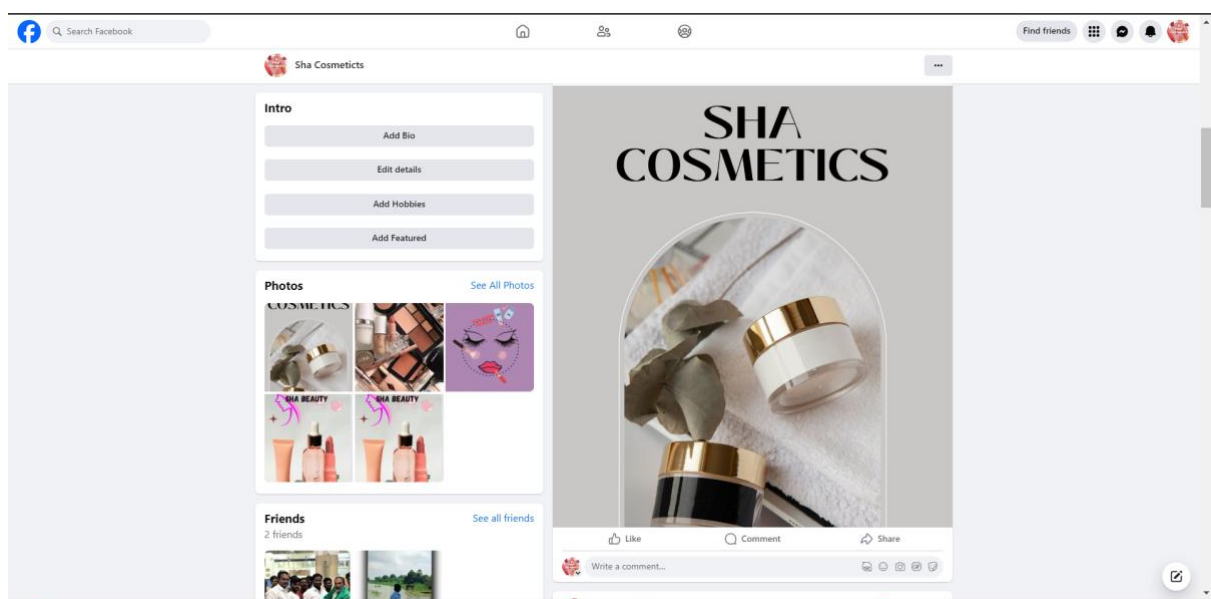 Search Facebook
Find friends
Sha Cosmeticts
Intro
Add Bio
Edit details
Add Hobbies
Add Featured
Photos
See All Photos
COSMETICS
SHA BEAUTY
SHA BEAUTY
Friends
See all friends
2 friends
SHA
COSMETICS
Like
Comment
Share
Write a comment...
GIF